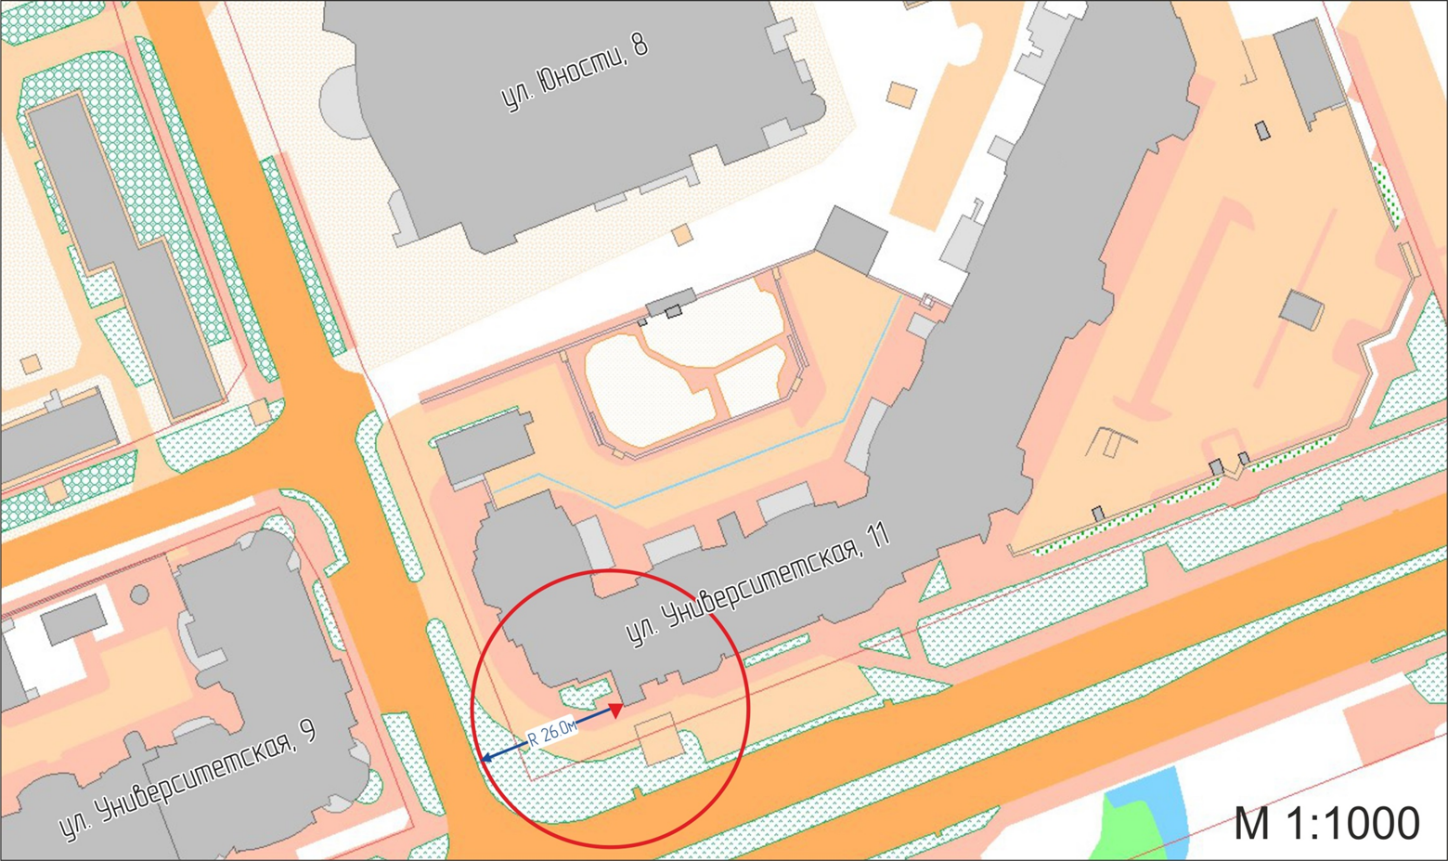 ул. Юности, 8
ул. Университетская, 11
R 26.0м
ул. Университетская, 9
М 1:1000